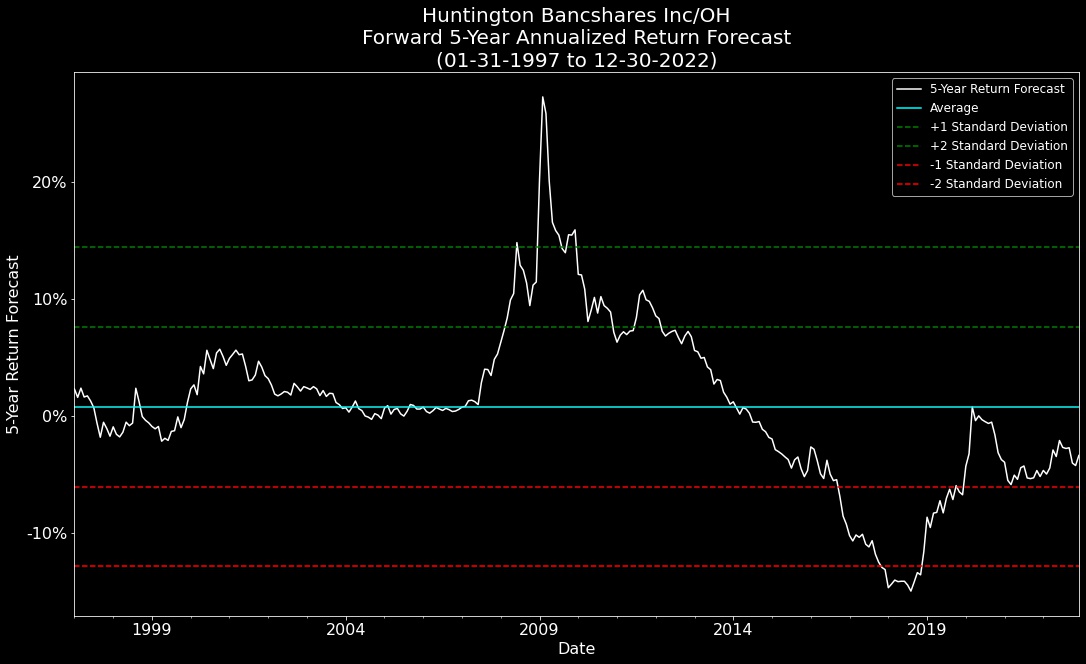 Huntington Bancshares Inc/OH
Forward 5-Year Annualized Return Forecast
(01-31-1997 to 12-30-2022)
5-Year Return Forecast
Average
+1 Standard Deviation
+2 Standard Deviation
-1 Standard Deviation
-2 Standard Deviation
5-Year Return Forecast
20%
10%
0%
-10%
1999
2004
2009
2014
2019
Date